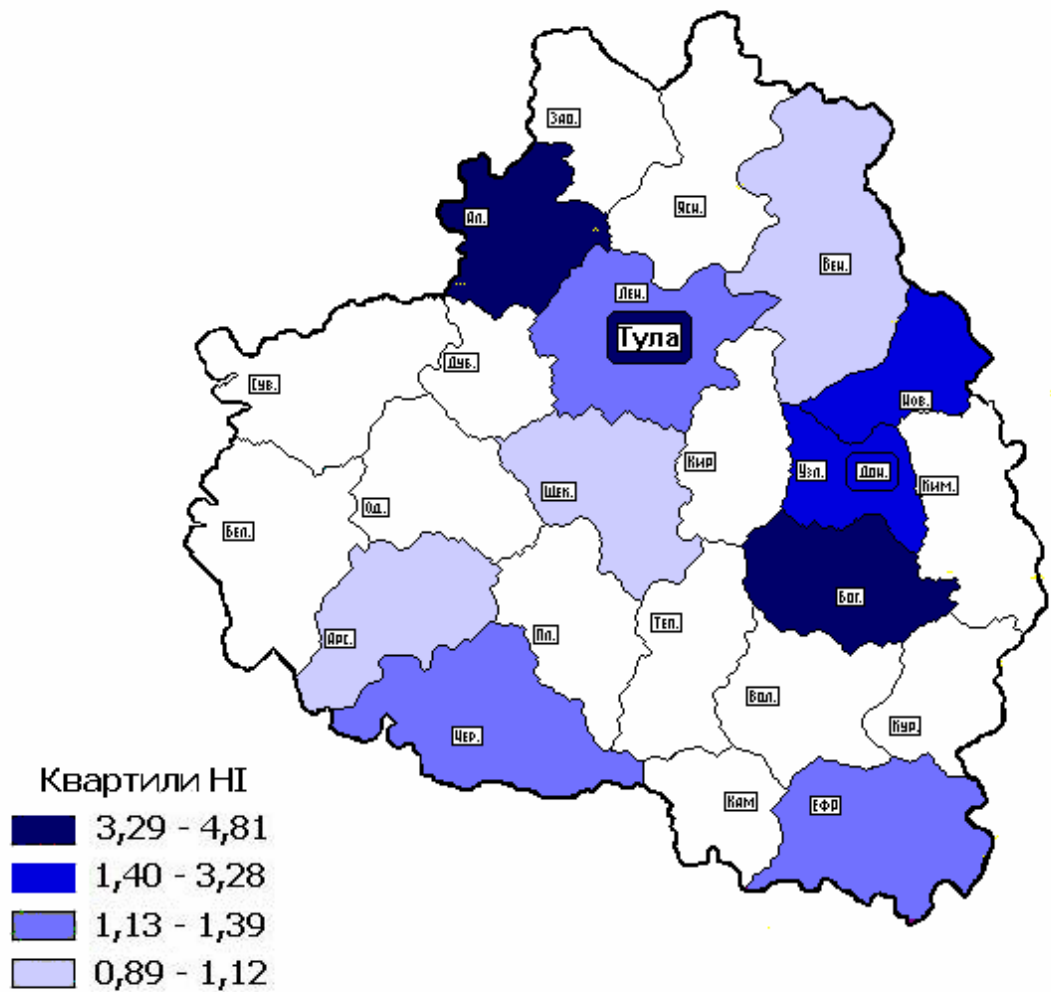 Зао.
Ал.
Ясн.
Вен.
Лен.
Тула
Дуб.
Сув.
Нов.
Кир
Узл.
Дон.
Ким.
Щек.
Од.
Бел.
Бог.
Арс.
Пл.
Теп.
Вол.
Кур.
Чер.
Кам
ЕФР
Квартили HI
3,29 - 4,81
1,40 - 3,28
1,13 - 1,39
0,89 - 1,12